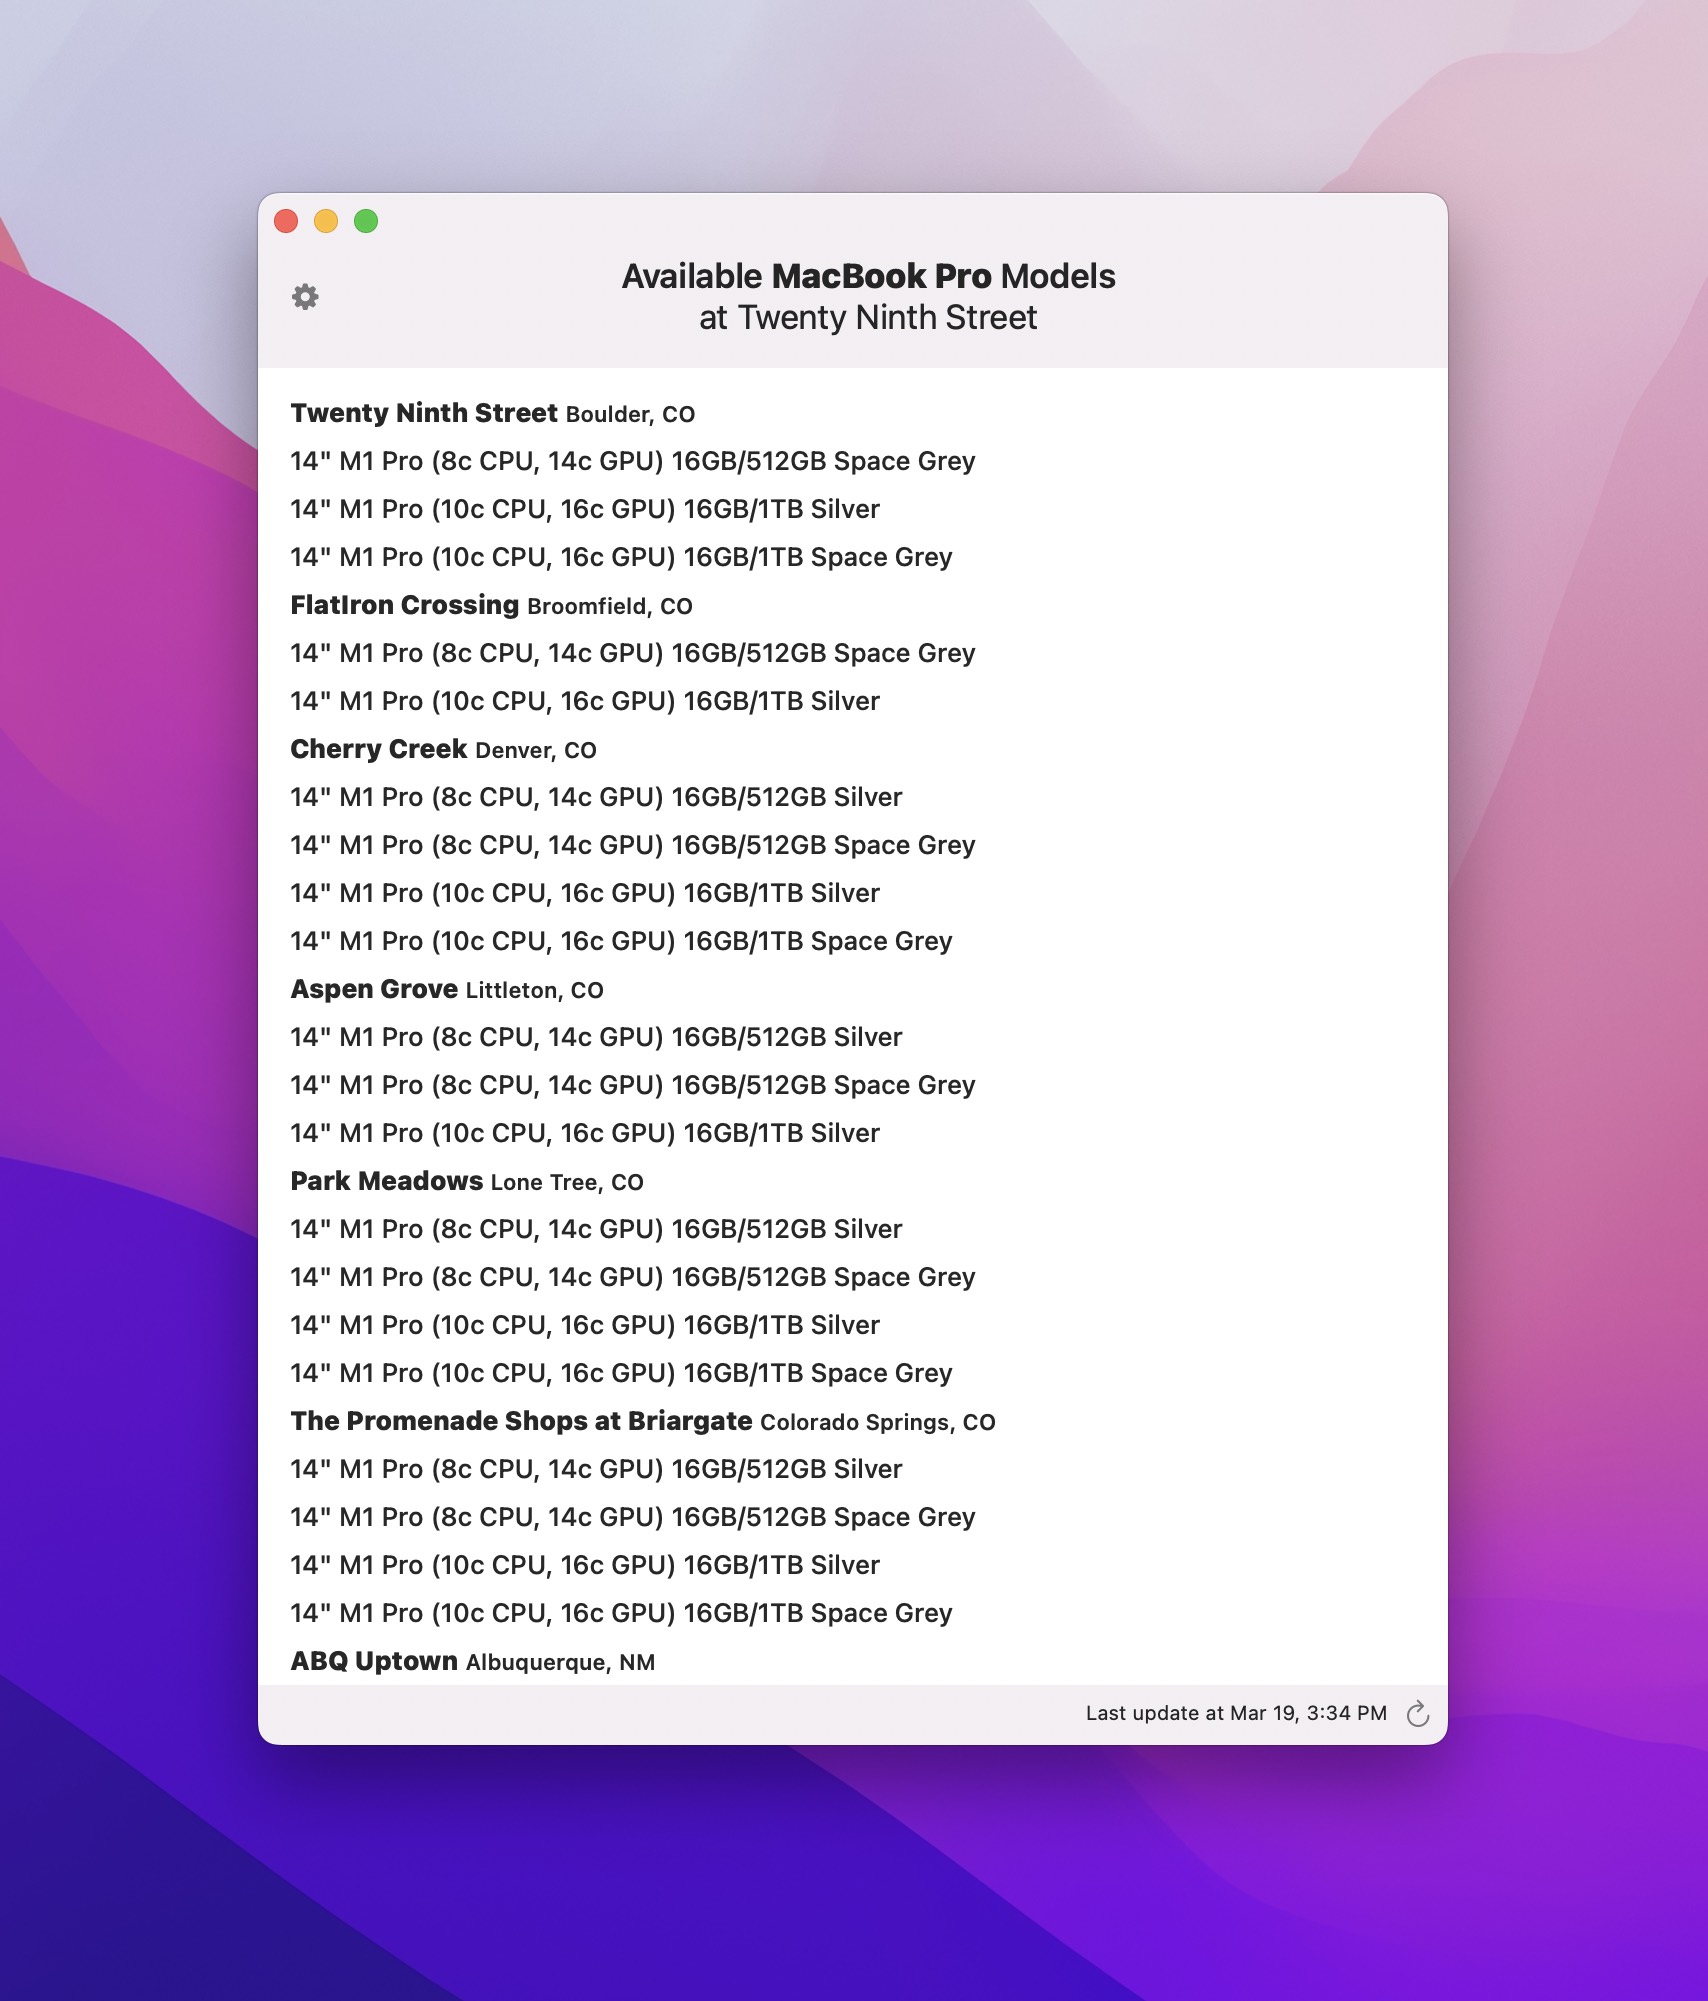 Available MacBook Pro Models
at Twenty Ninth Street
Twenty Ninth Street Boulder, CO
14" M1 Pro (8c CPU, 14c GPU) 16GB/512GB Space Grey
14" M1 Pro (10c CPU, 16c GPU) 16GB/1TB Silver
14" M1 Pro (10c CPU, 16c GPU) 16GB/1TB Space Grey
FlatIron Crossing Broomfield, CO
14" M1 Pro (8c CPU, 14c GPU) 16GB/512GB Space Grey
14" M1 Pro (10c CPU, 16c GPU) 16GB/1TB Silver
Cherry Creek Denver, CO
14" M1 Pro (8c CPU, 14c GPU) 16GB/512GB Silver
14" M1 Pro (8c CPU, 14c GPU) 16GB/512GB Space Grey
14" M1 Pro (10c CPU, 16c GPU) 16GB/1TB Silver
14" M1 Pro (10c CPU, 16c GPU) 16GB/1TB Space Grey
Aspen Grove Littleton, CO
14" M1 Pro (8c CPU, 14c GPU) 16GB/512GB Silver
14" M1 Pro (8c CPU, 14c GPU) 16GB/512GB Space Grey
14" M1 Pro (10c CPU, 16c GPU) 16GB/1TB Silver
Park Meadows Lone Tree, CO
14" M1 Pro (8c CPU, 14c GPU) 16GB/512GB Silver
14" M1 Pro (8c CPU, 14c GPU) 16GB/512GB Space Grey
14" M1 Pro (10c CPU, 16c GPU) 16GB/1TB Silver
14" M1 Pro (10c CPU, 16c GPU) 16GB/1TB Space Grey
The Promenade Shops at Briargate Colorado Springs, CO
14" M1 Pro (8c CPU, 14c GPU) 16GB/512GB Silver
14" M1 Pro (8c CPU, 14c GPU) 16GB/512GB Space Grey
14" M1 Pro (10c CPU, 16c GPU) 16GB/1TB Silver
14" M1 Pro (10c CPU, 16c GPU) 16GB/1TB Space Grey
ABQ Uptown Albuquerque, NM
Last update at Mar 19, 3:34 PM